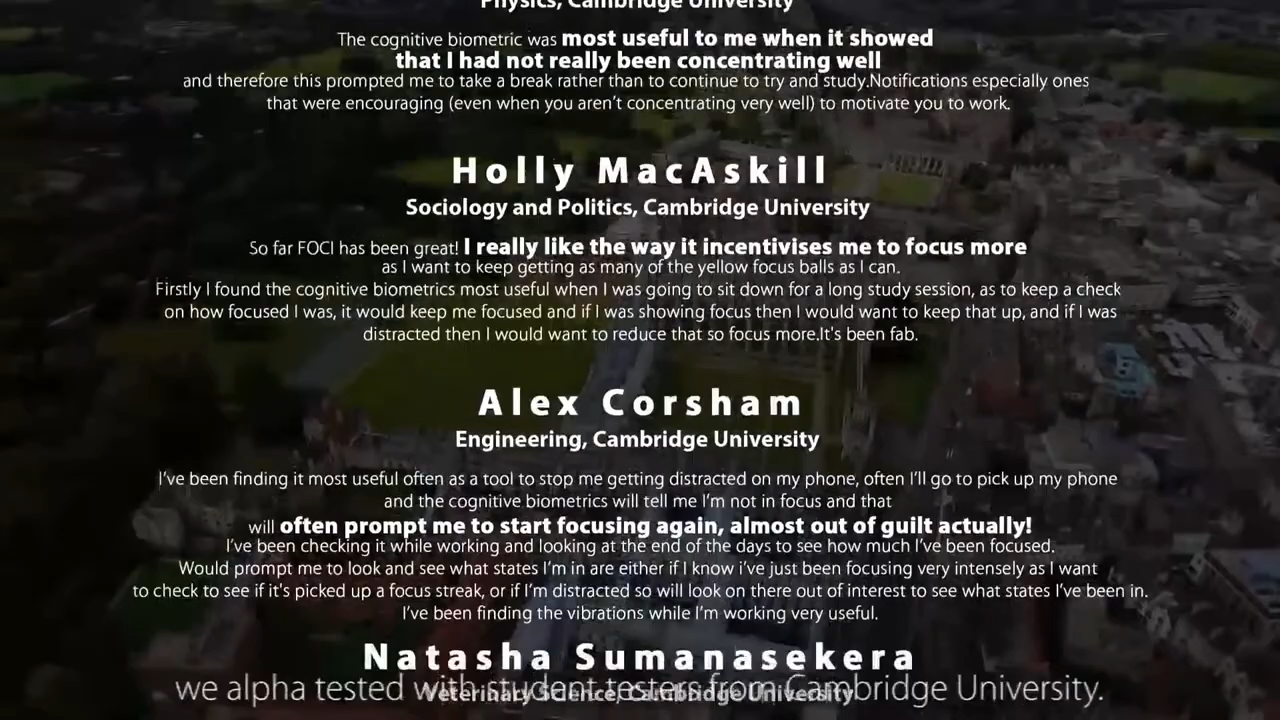 Physics, Cambridge University
The cognitive biometric was most useful to me when it showed
that I had not really been concentrating well
and therefore this prompted me to take a break rather than to continue to try and study.Notifications especially ones
that were encouraging (even when you aren't concentrating very well) to motivate you to work.
Holly MacAskill
Sociology and Politics, Cambridge University
So far FOCI has been great! I really like the way it incentivises me to focus more
as I want to keep getting as many of the yellow focus balls as I can.
Firstly I found the cognitive biometrics most useful when I was going to sit down for a long study session, as to keep a check
on how focused I was, it would keep me focused and if I was showing focus then I would want to keep that up, and if I was
distracted then I would want to reduce that so focus more.It's been fab.
Alex Corsham
Engineering, Cambridge University
I've been finding it most useful often as a tool to stop me getting distracted on my phone, often I'll go to pick up my phone
and the cognitive biometrics will tell me I'm not in focus and that
will often prompt me to start focusing again, almost out of guilt actually!
I've been checking it while working and looking at the end of the days to see how much I've been focused.
Would prompt me to look and see what states I'm in are either if I know i've just been focusing very intensely as I want
to check to see if it's picked up a focus streak, or if I'm distracted so will look on there out of interest to see what states I've been in.
I've been finding the vibrations while I'm working very useful.
Natasha Sumanasekera
Veterinary Science, Cambridge University
we alpha tested with student testers from Cambridge University.